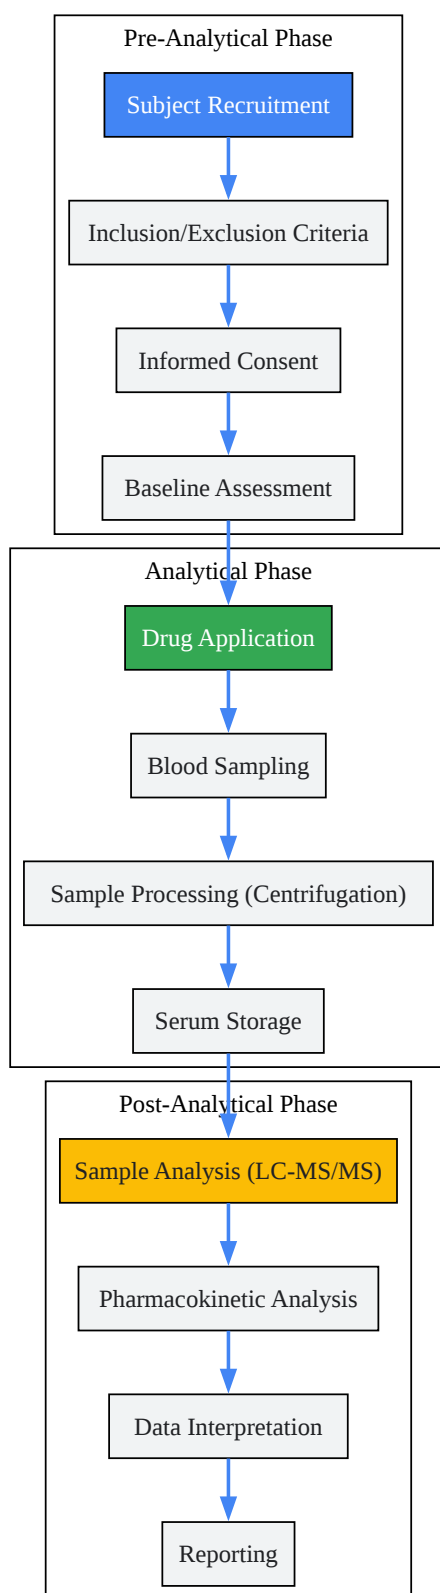 Pre-Analytical Phase
Subject Recruitment
Inclusion/Exclusion Criteria
Informed Consent
Baseline Assessment
Analytical Phase
Drug Application
Blood Sampling
Sample Processing (Centrifugation)
Serum Storage
Post-Analytical Phase
Sample Analysis (LC-MS/MS)
Pharmacokinetic Analysis
Data Interpretation
Reporting